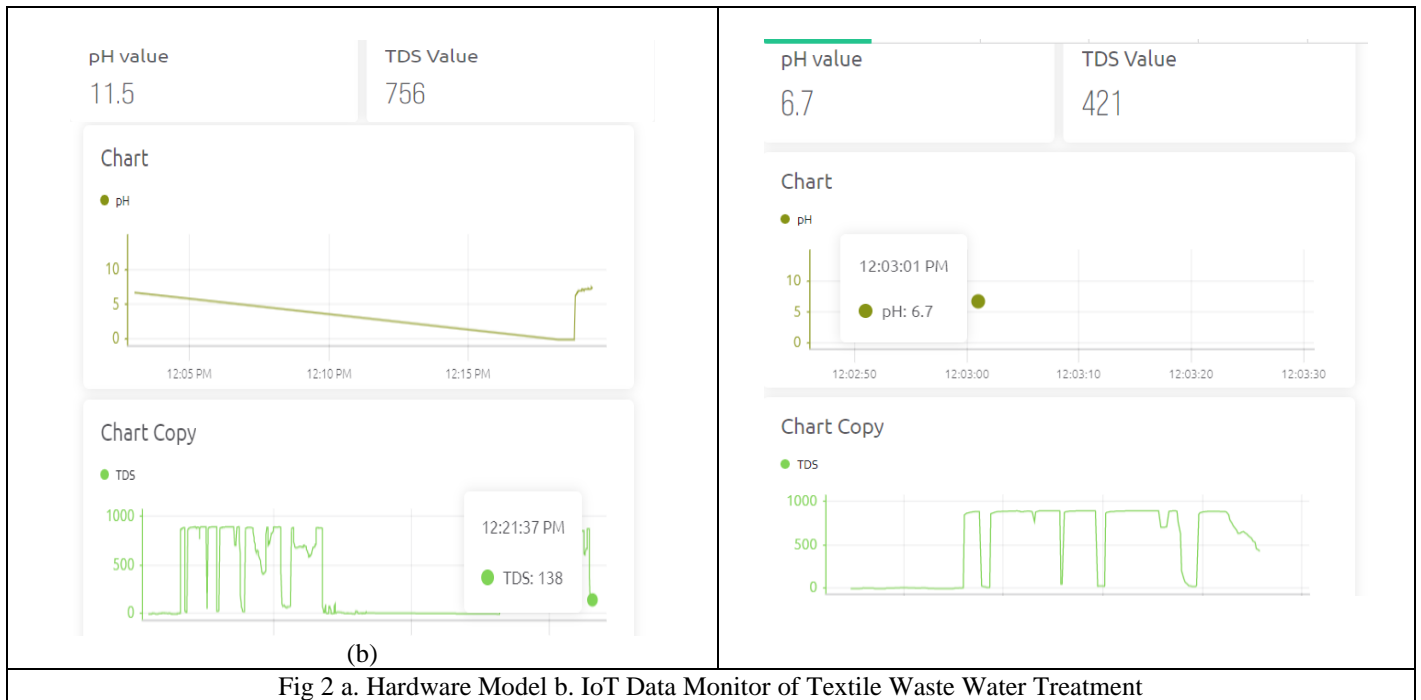 pH value
TDS Value
11.5
756
Chart
pH
10
5
0
12:05 PM
12:10 PM
12:15 PM
Chart Copy
TDS
1000
500
0
12:21:37 PM
TDS: 138
(b)
pH value
TDS Value
6.7
421
Chart
pH
12:03:01 PM
pH: 6.7
10
5
0
12:02:50
12:03:00
12:03:10
12:03:20
12:03:30
Chart Copy
TDS
1000
500
0
Fig 2 a. Hardware Model b. IoT Data Monitor of Textile Waste Water Treatment